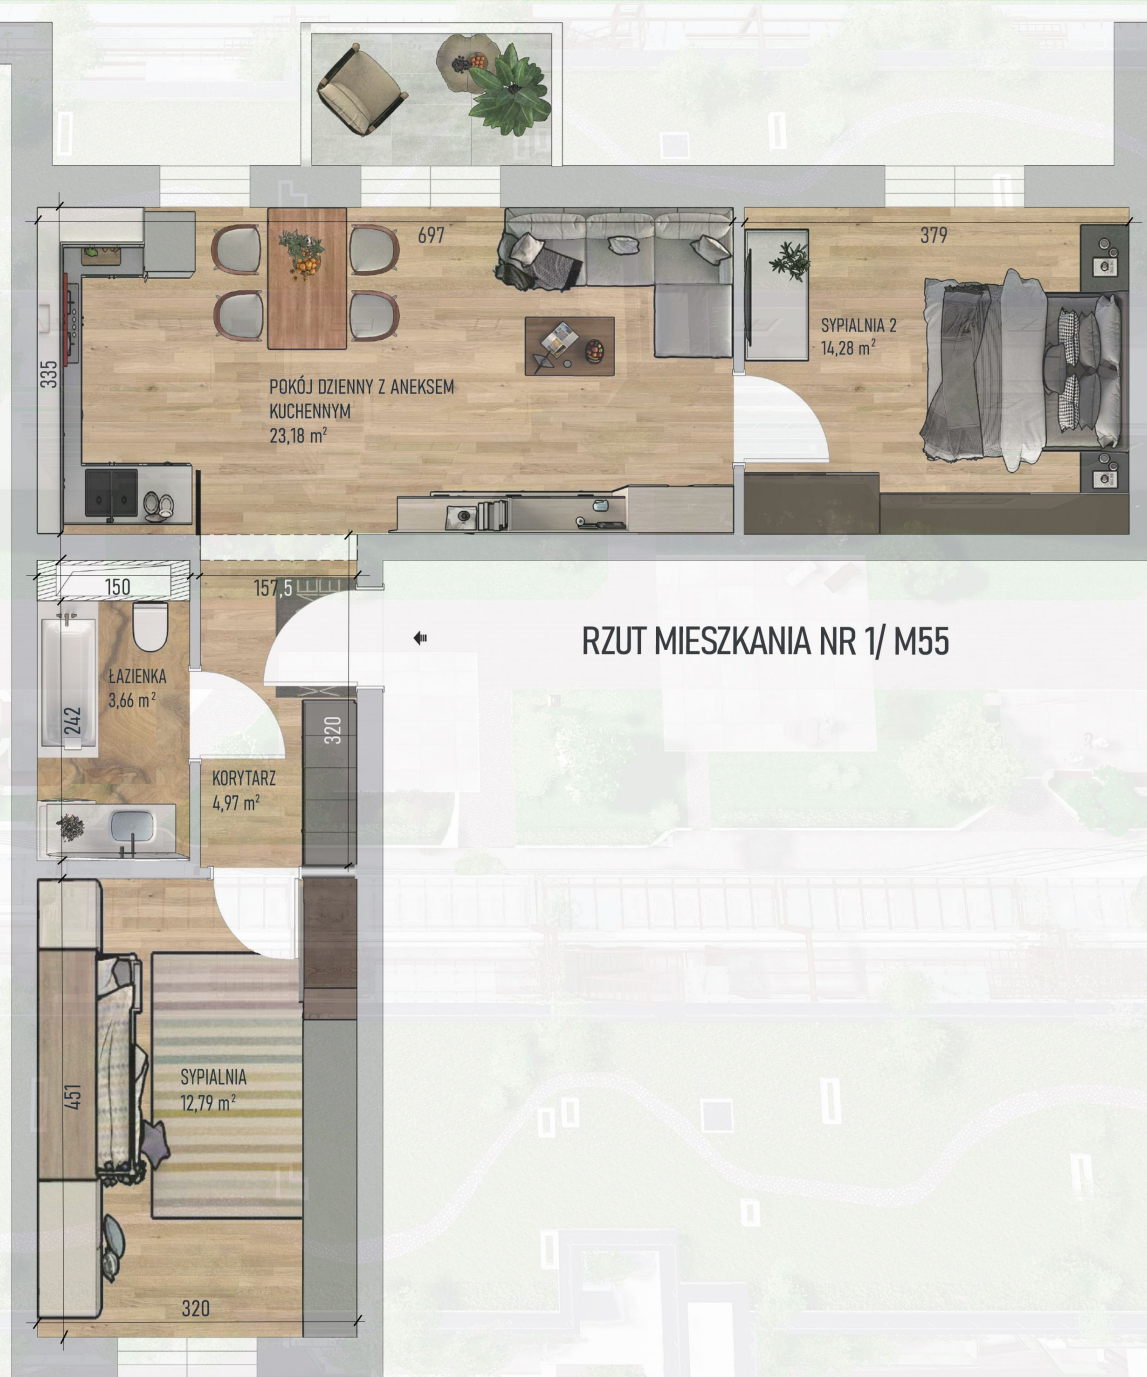 697
379
335
SYPIALNIA 2
14,28 m²
POKÓJ DZIENNY Z ANEKSEM
KUCHENNYM
23,18 m²
150
157,5
RZUT MIESZKANIA NR 1/ M55
ŁAZIENKA
3,66 m²
242
320
KORYTARZ
4,97 m²
SYPIALNIA
12,79 m²
451
320